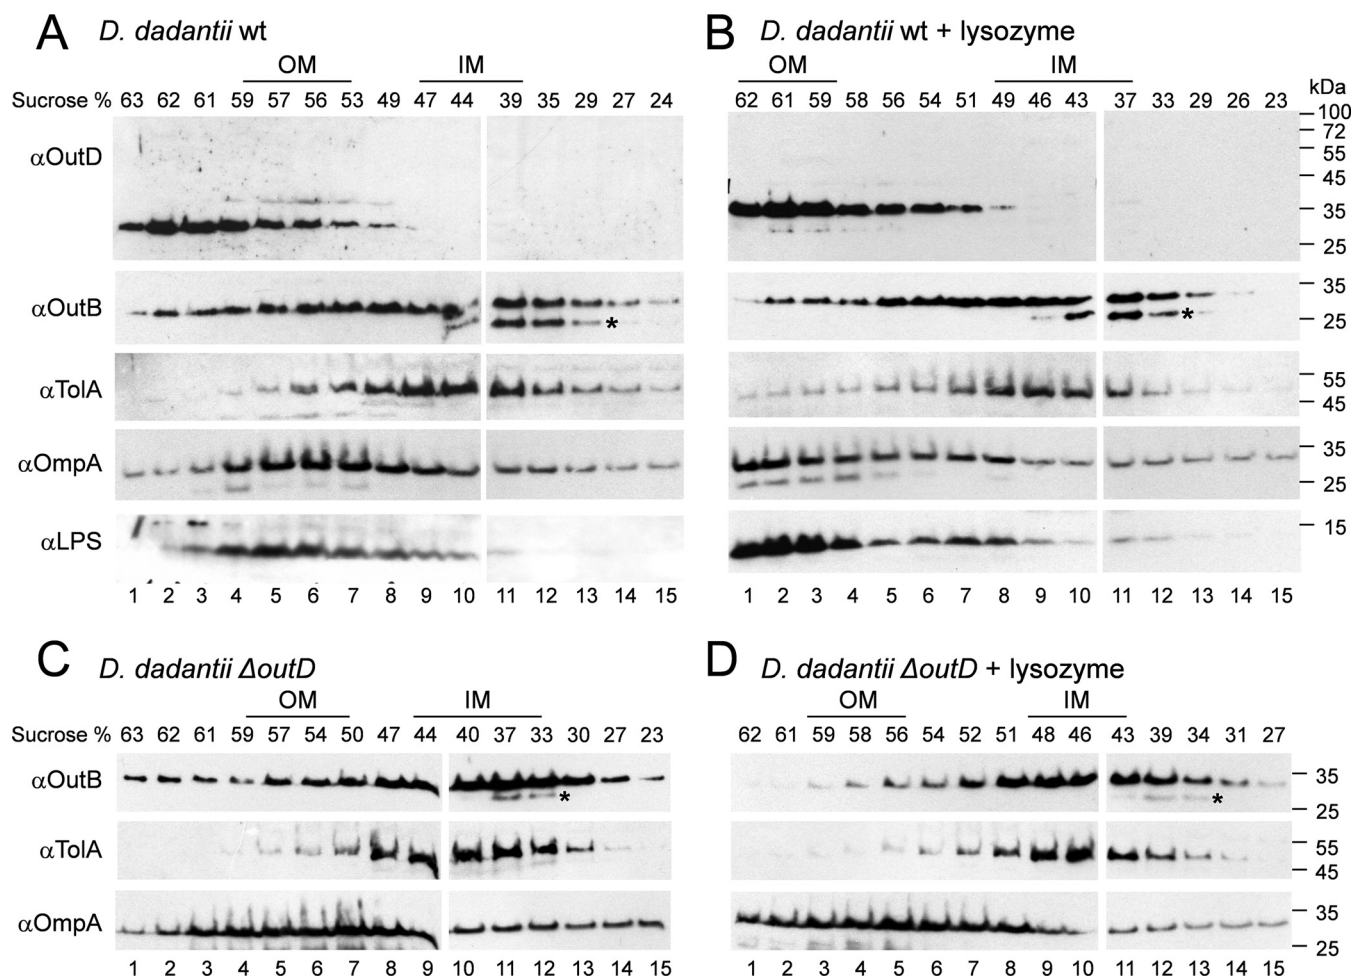 A D. dadantii wt
OM IM
Sucrose % 63 62 61 59 57 56 53 49 47 44 39 35 29 27 24
αOutD
αOutB
*
αTolA
αOmpA
αLPS
1 2 3 4 5 6 7 8 9 10 11 12 13 14 15
B D. dadantii wt + lysozyme
OM IM
62 61 59 58 56 54 51 49 46 43 37 33 29 26 23
kDa
100
72
55
45
35
25
35
25
*
55
45
35
25
15
1 2 3 4 5 6 7 8 9 10 11 12 13 14 15
C D. dadantii ΔoutD
OM IM
Sucrose % 63 62 61 59 57 54 50 47 44 40 37 33 30 27 23
αOutB
*
αTolA
αOmpA
1 2 3 4 5 6 7 8 9 10 11 12 13 14 15
D D. dadantii ΔoutD + lysozyme
OM IM
62 61 59 58 56 54 52 51 48 46 43 39 34 31 27
35
25
*
55
45
35
25
1 2 3 4 5 6 7 8 9 10 11 12 13 14 15